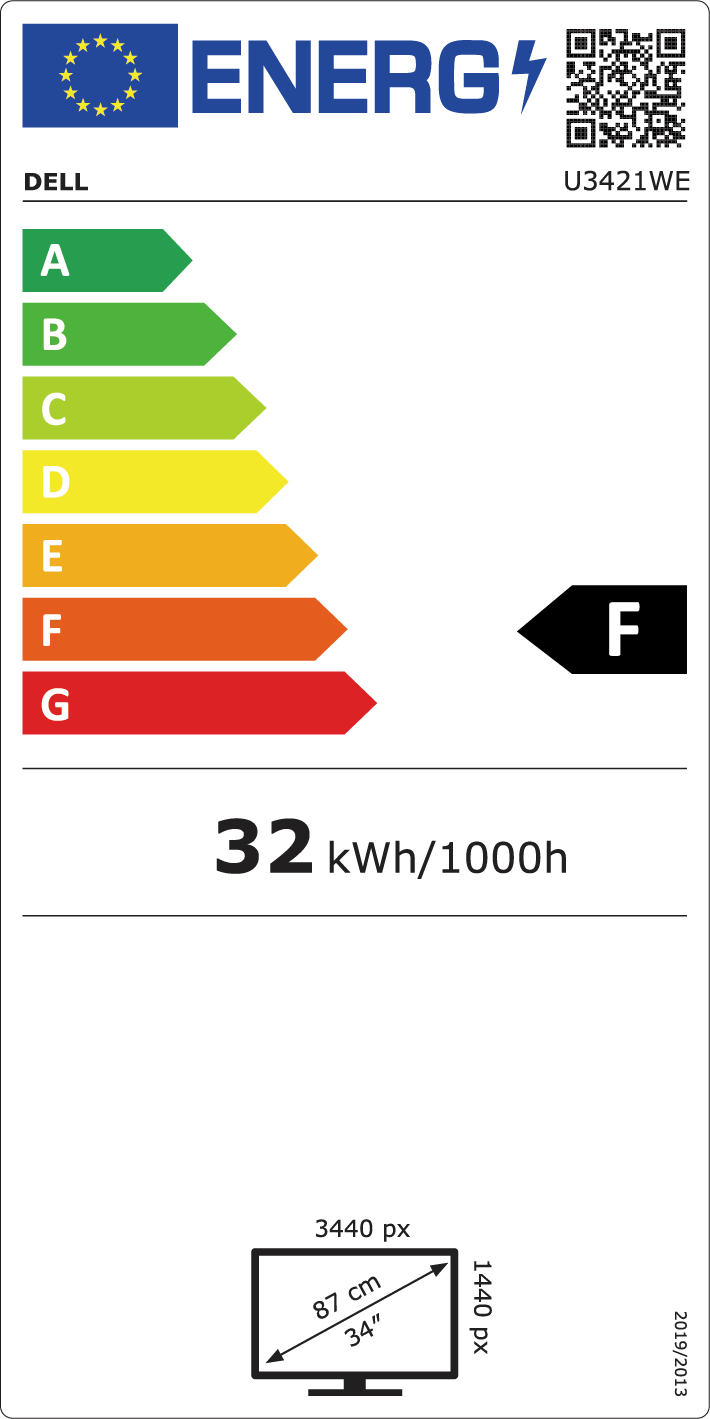 ENERG
DELL
U3421WE
A
B
C
D
E
F
F
G
32 kWh/1000h
3440 px
1440 px
87 cm
34″
2019/2013